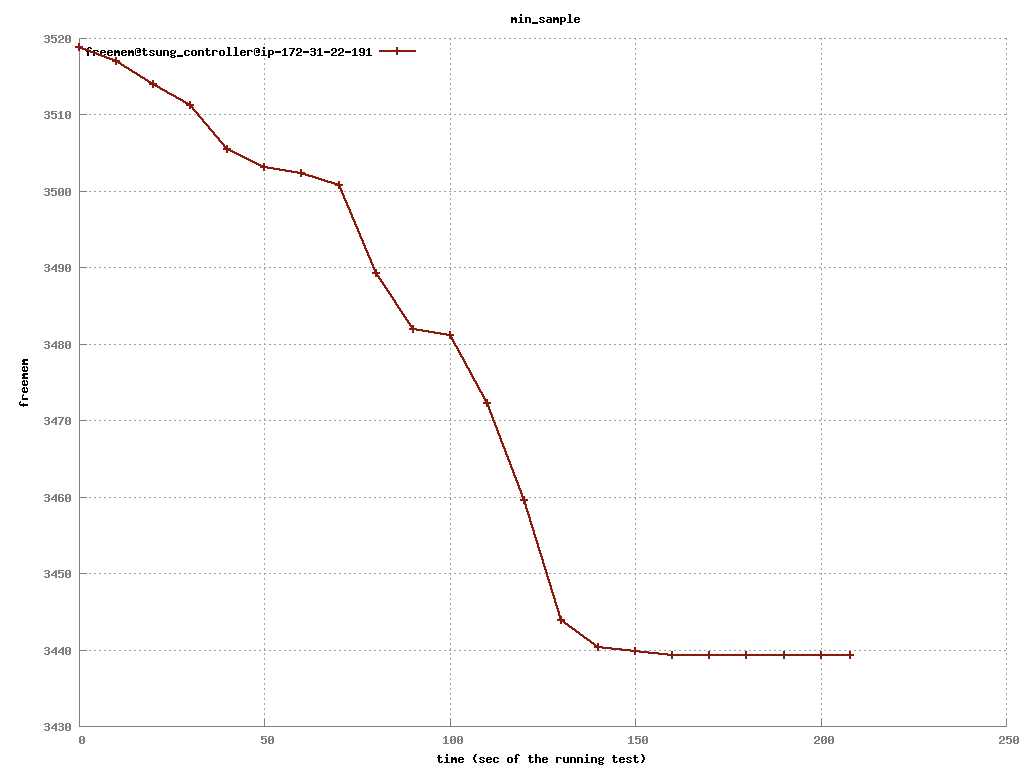 min_sample
3520
freemem@tsung_controller@ip-172-31-22-191
3510
3500
3490
3480
freemem
3470
3460
3450
3440
3430
0 50 100 150 200 250
time (sec of the running test)